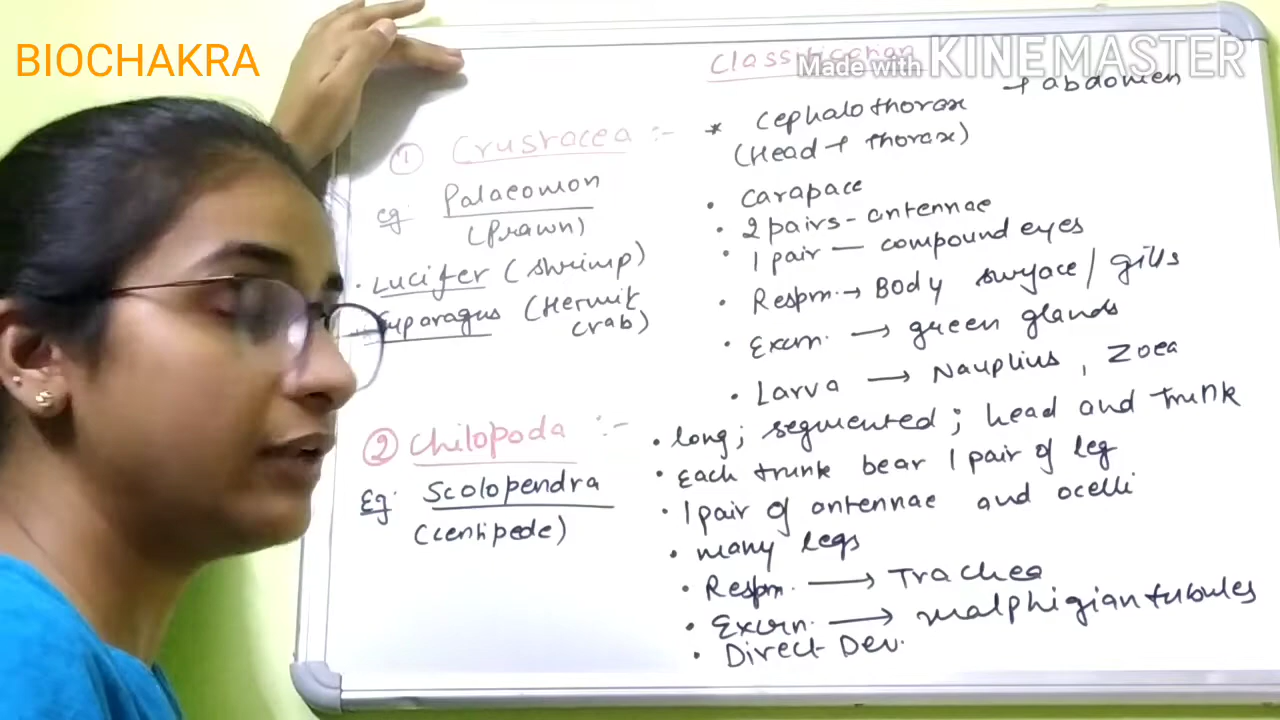 BIOCHAKRA
Made with KINEMASTER
Classification
① Crustacea :-
eg: Palaeomon
(Prawn)
. Lucifer (shrimp)
(Hermit
crab)
* Cephalothorax + abdomen
(Head + thorax)
. Carapace
. 2 pairs - antennae
. 1 pair — compound eyes
. Respn. → Body surface / gills
. Excrn. → green glands
. Larva → Nauplius, Zoea
② Chilopoda :-
Eg: Scolopendra
(centipede)
. long; segmented; head and trunk
. Each trunk bear 1 pair of leg
. 1 pair of antennae and ocelli
. many legs
. Respn. → Trachea
. Excrn. → malphigian tubules
. Direct Dev.